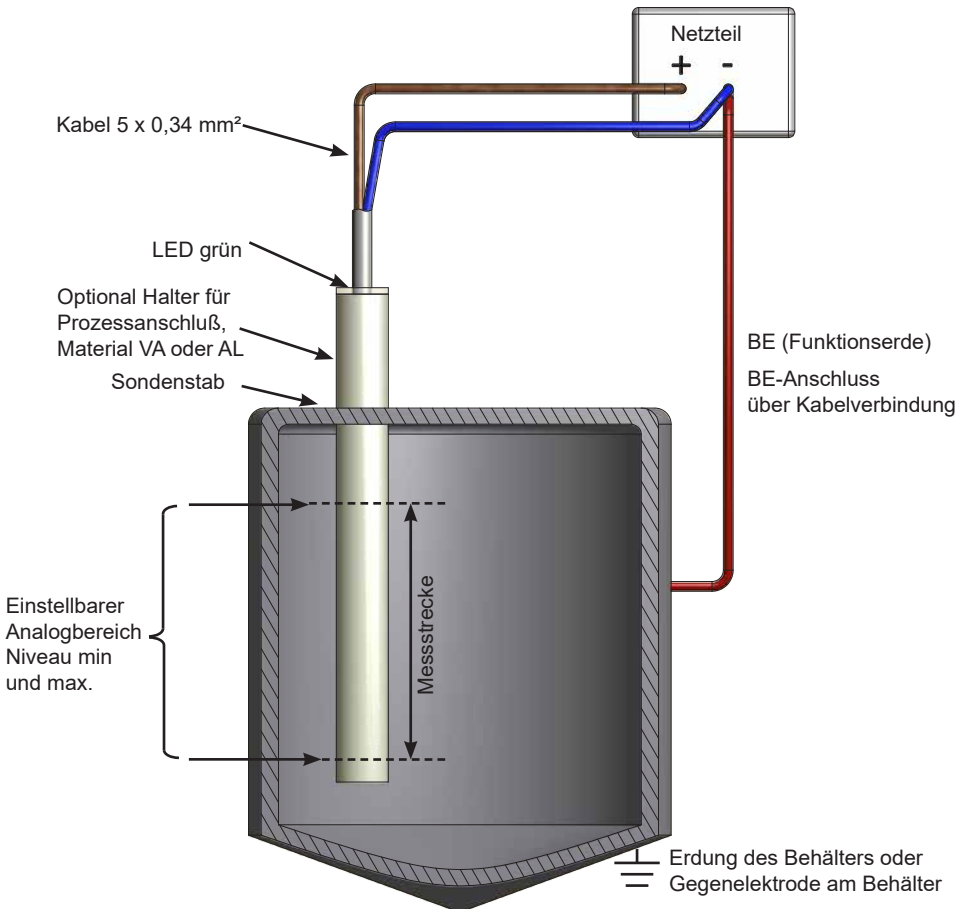 Netzteil
+ -
Kabel 5 x 0,34 mm²
LED grün
Optional Halter für
Prozessanschluß,
Material VA oder AL
Sondenstab
BE (Funktionserde)
BE-Anschluss
über Kabelverbindung
Einstellbarer
Analogbereich
Niveau min
und max.
Messstrecke
Erdung des Behälters oder
Gegenelektrode am Behälter